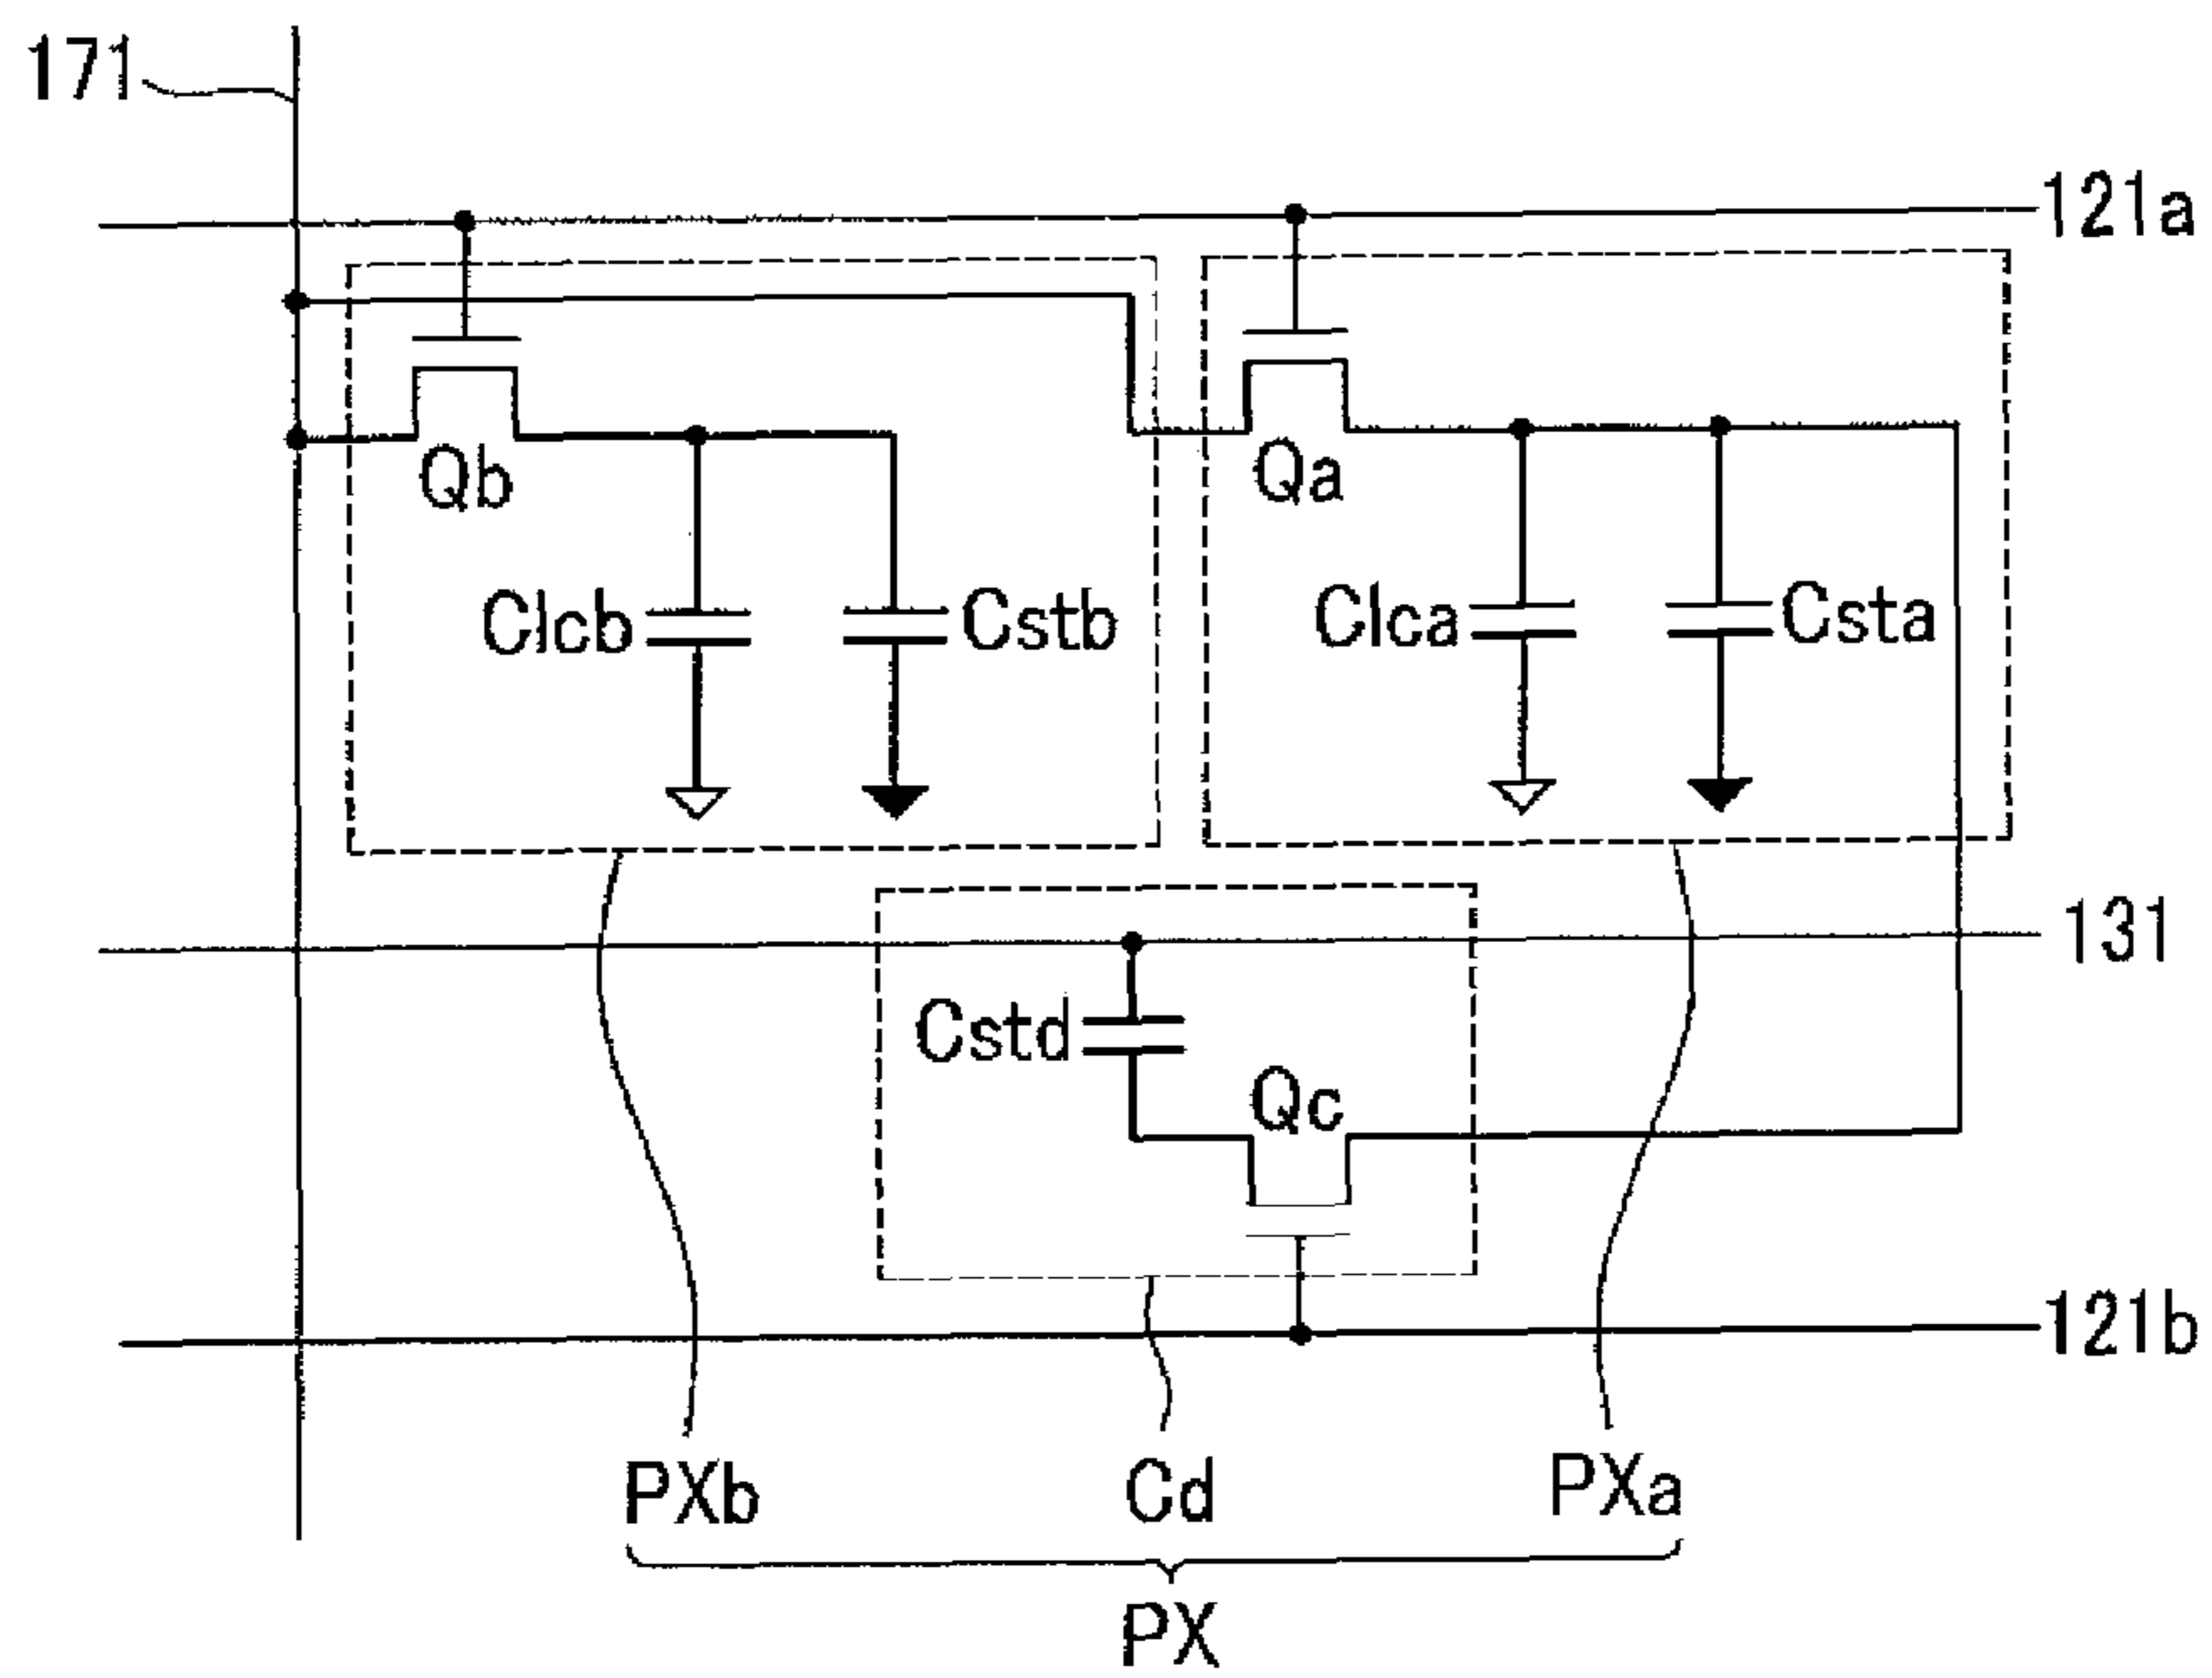 171
121a
Qb
Qa
Clcb
Cstb
Clca
Csta
131
Cstd
Qc
121b
PXb
Cd
PXa
PX